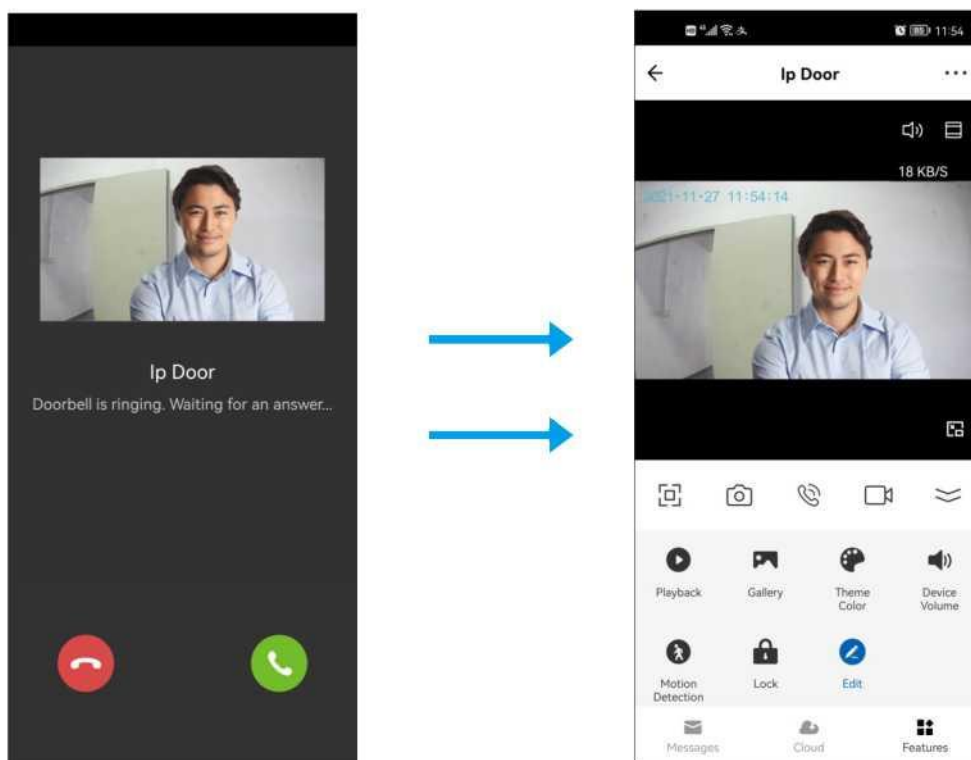 Ip Door
Doorbell is ringing. Waiting for an answer...
11:54
Ip Door
18 KB/S
2021-11-27 11:54:14
Playback
Gallery
Theme
Color
Device
Volume
Motion
Detection
Lock
Edit
Messages
Cloud
Features